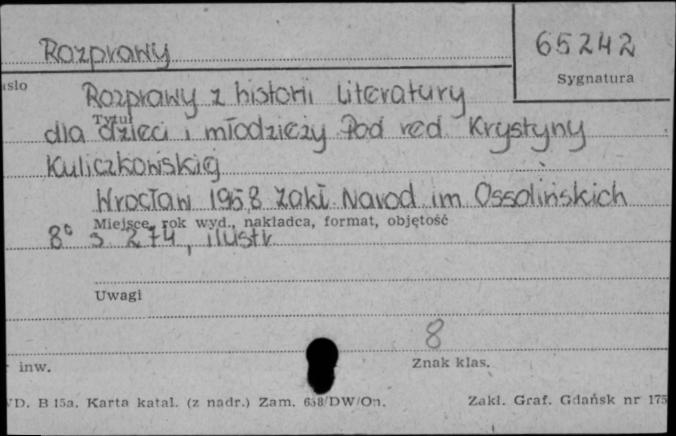 Rozprawy
65242
Sygnatura
Rozprawy z historii literatury
Tytuł
dla dzieci i młodzieży Pod red. Krystyny
Kuliczkowskiej
Wrocław 1958 Zakł. Narod im Ossolińskich
Miejsce, rok wyd., nakładca, format, objętość
8° s 274, ilustr
Uwagi
8
inw.
Znak klas.
B 15a. Karta katal. (z nadr.) Zam. 658/DW/On.
Zakł. Graf. Gdańsk nr 175